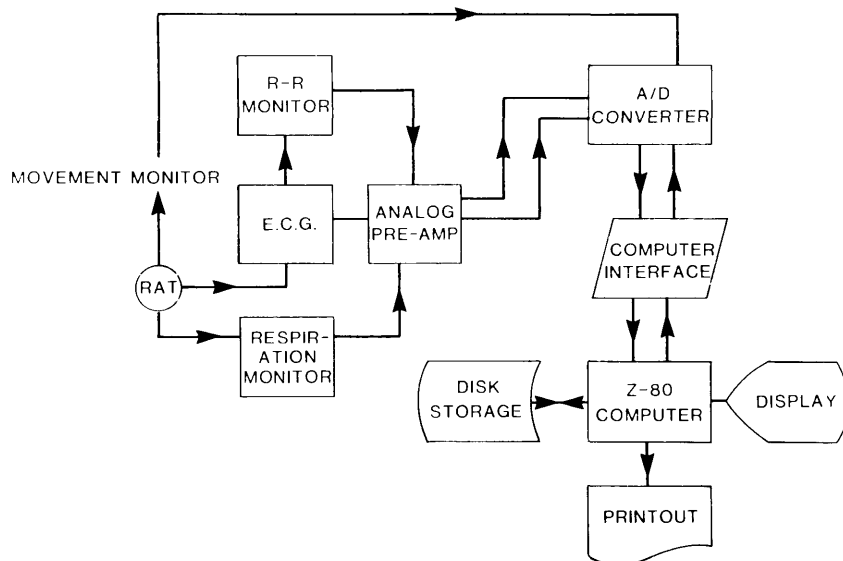 R-R
MONITOR
A/D
CONVERTER
MOVEMENT MONITOR
E.C.G.
ANALOG
PRE-AMP
COMPUTER
INTERFACE
RAT
RESPIR-
ATION
MONITOR
DISK
STORAGE
Z-80
COMPUTER
DISPLAY
PRINTOUT